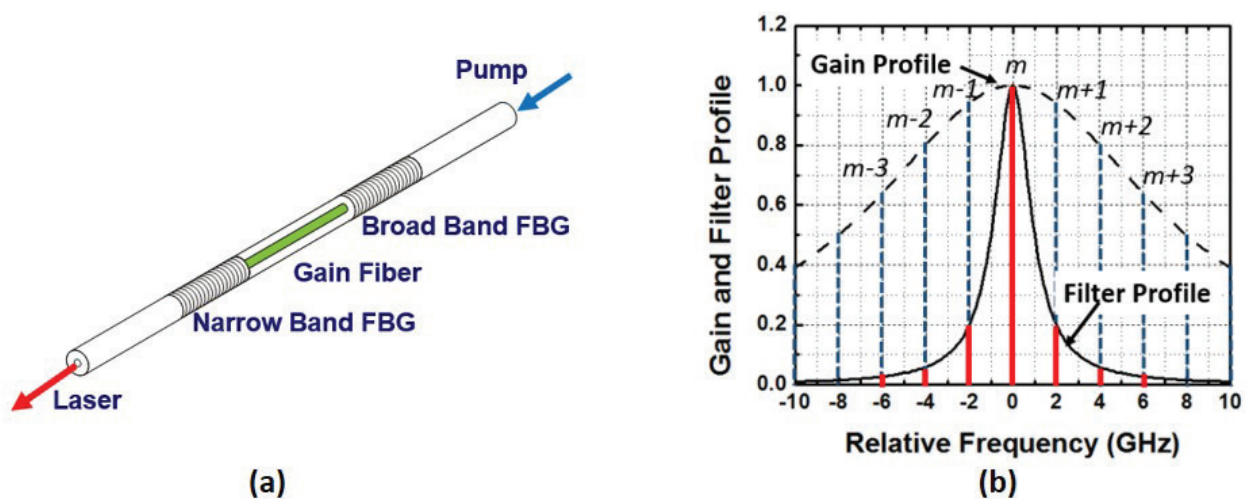 Pump
Broad Band FBG
Gain Fiber
Narrow Band FBG
Laser
(a)
Gain and Filter Profile
1.2
1.0
0.8
0.6
0.4
0.2
0.0
Gain Profile
m
m-1
m+1
m-2
m+2
m-3
m+3
Filter Profile
-10 -8 -6 -4 -2 0 2 4 6 8 10
Relative Frequency (GHz)
(b)